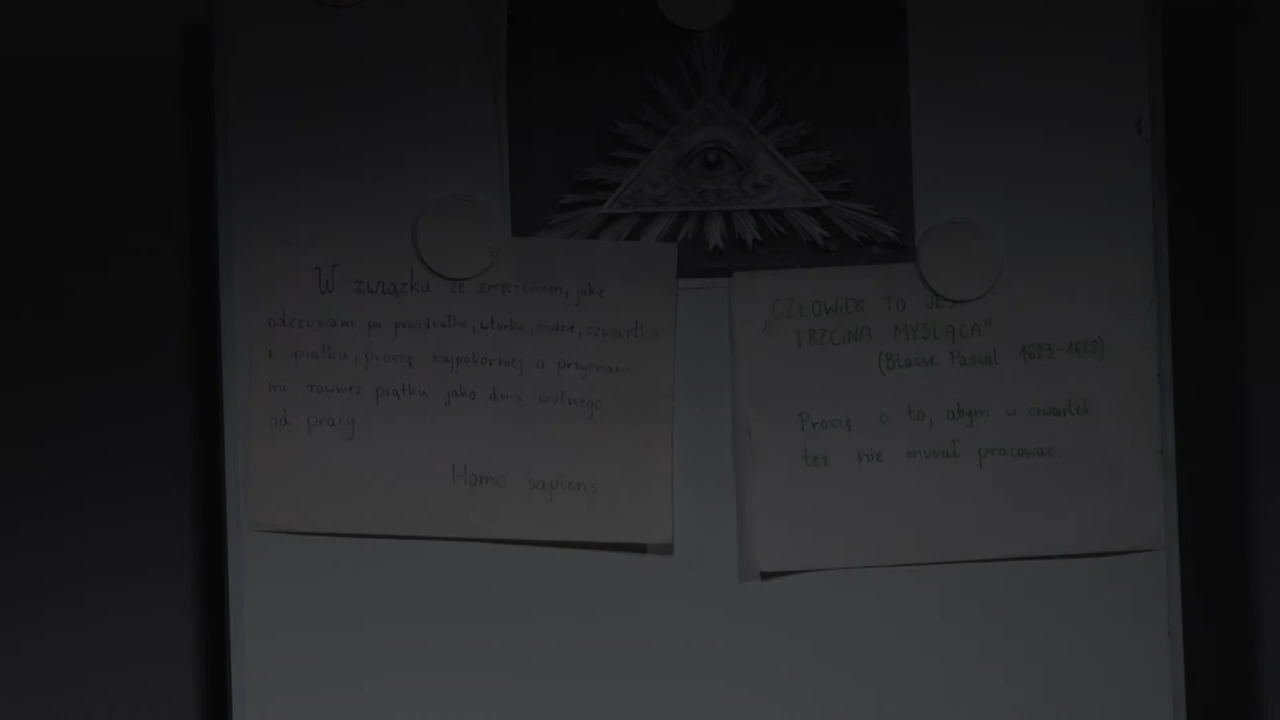 W związku ze zmęczeniem, jakie
odczuwam po poniedziałku, wtorku, środzie, czwartku
i piątku, proszę najpokorniej o przyznanie
mi również piątku jako dnia wolnego
od pracy
Homo sapiens
„CZŁOWIEK TO JEST
TRZCINA MYŚLĄCA"
(Blaise Pascal 1623-1662)
Proszę o to, abym w czwartek
też nie musiał pracować.